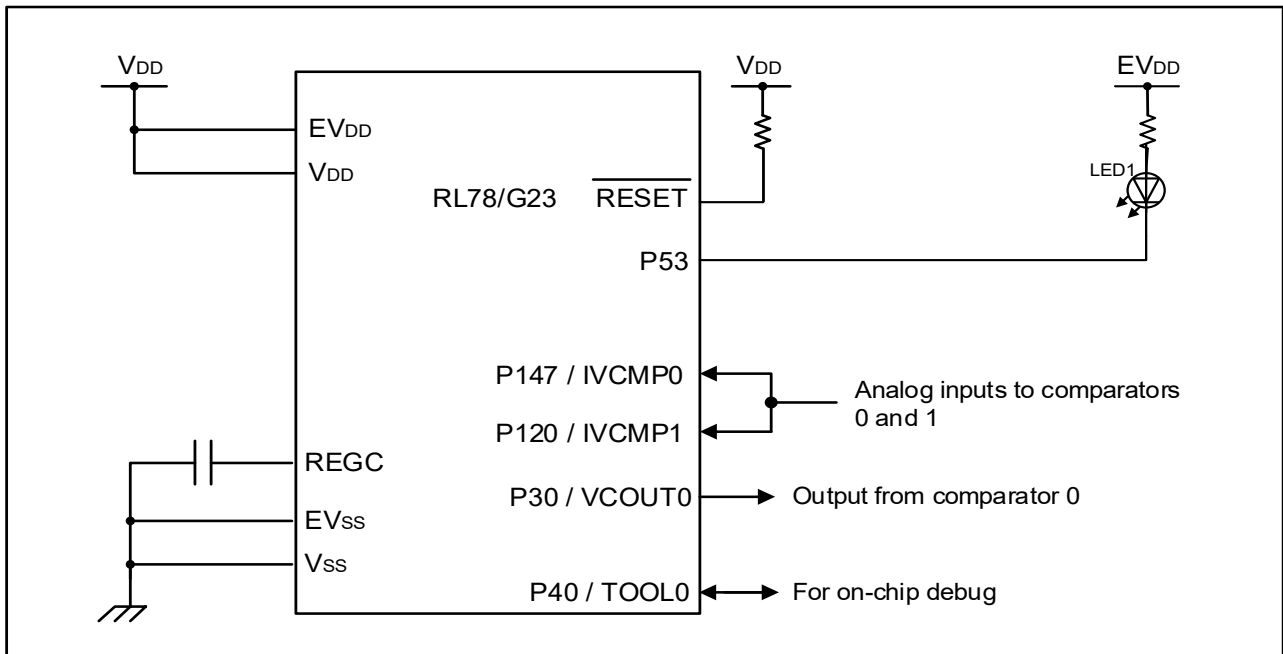 VDD
VDD
EVDD
EVDD
VDD
LED1
RL78/G23
RESET
P53
P147 / IVCMP0
Analog inputs to comparators
0 and 1
P120 / IVCMP1
REGC
P30 / VCOUT0
Output from comparator 0
EVSS
VSS
P40 / TOOL0
For on-chip debug